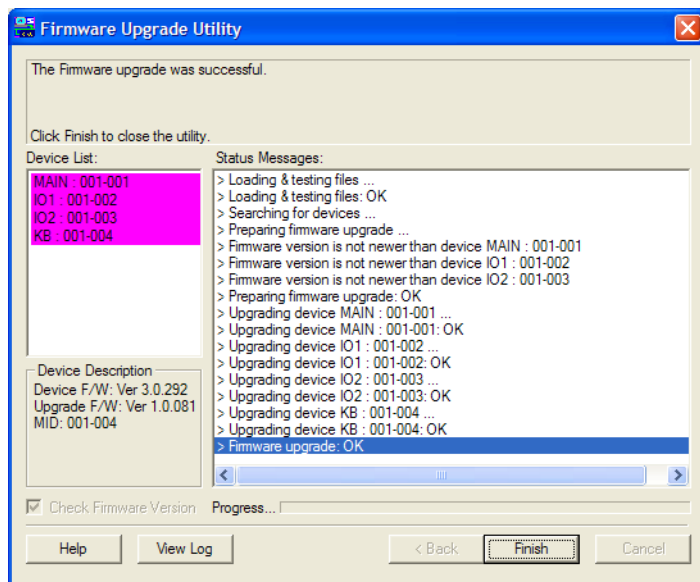 Firmware Upgrade Utility
The Firmware upgrade was successful.
Click Finish to close the utility.
Device List:
MAIN : 001-001
IO1 : 001-002
IO2 : 001-003
KB : 001-004
Device Description
Device F/W: Ver 3.0.292
Upgrade F/W: Ver 1.0.081
MID: 001-004
Status Messages:
> Loading & testing files ...
> Loading & testing files: OK
> Searching for devices ...
> Preparing firmware upgrade ...
> Firmware version is not newer than device MAIN : 001-001
> Firmware version is not newer than device IO1 : 001-002
> Firmware version is not newer than device IO2 : 001-003
> Preparing firmware upgrade: OK
> Upgrading device MAIN : 001-001 ...
> Upgrading device MAIN : 001-001: OK
> Upgrading device IO1 : 001-002 ...
> Upgrading device IO1 : 001-002: OK
> Upgrading device IO2 : 001-003 ...
> Upgrading device IO2 : 001-003: OK
> Upgrading device KB : 001-004 ...
> Upgrading device KB : 001-004: OK
> Firmware upgrade: OK
Check Firmware Version
Progress...
Help
View Log
< Back
Finish
Cancel